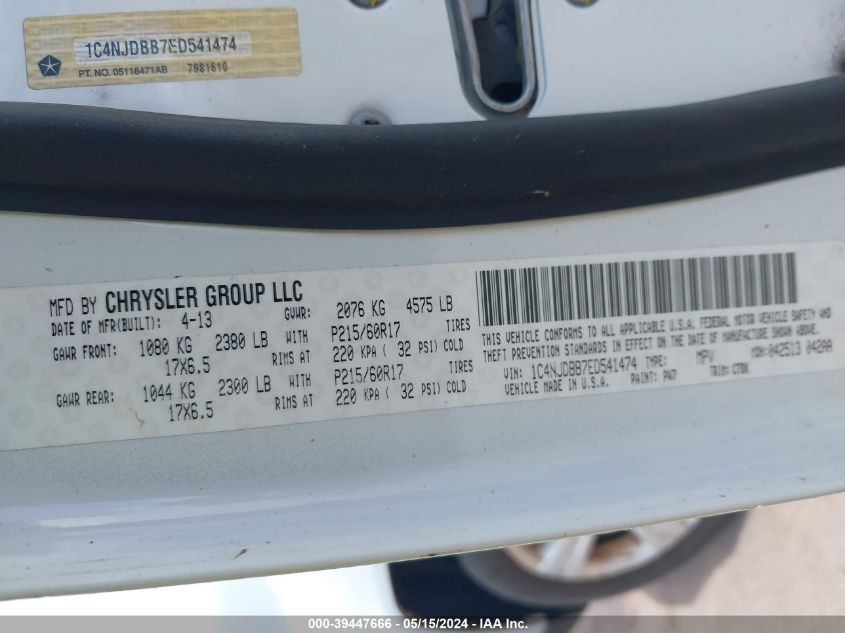 1C4NJDBB7ED541474
PT. NO. 05116471AB 7981610
MFD BY CHRYSLER GROUP LLC
DATE OF MFR(BUILT): 4-13 GVWR: 2076 KG 4575 LB
GAWR FRONT: 1080 KG 2380 LB WITH P215/60R17 TIRES
17X6.5 RIMS AT 220 KPA ( 32 PSI) COLD
GAWR REAR: 1044 KG 2300 LB WITH P215/60R17 TIRES
17X6.5 RIMS AT 220 KPA ( 32 PSI) COLD
THIS VEHICLE CONFORMS TO ALL APPLICABLE U.S.A. FEDERAL MOTOR VEHICLE SAFETY AND
THEFT PREVENTION STANDARDS IN EFFECT ON THE DATE OF MANUFACTURE SHOWN ABOVE.
VIN: 1C4NJDBB7ED541474 TYPE: MPV MDH: 042513 0420A
VEHICLE MADE IN U.S.A. PAINT: PW7 TRIM: C7DK
000-39447666 - 05/15/2024 - IAA Inc.